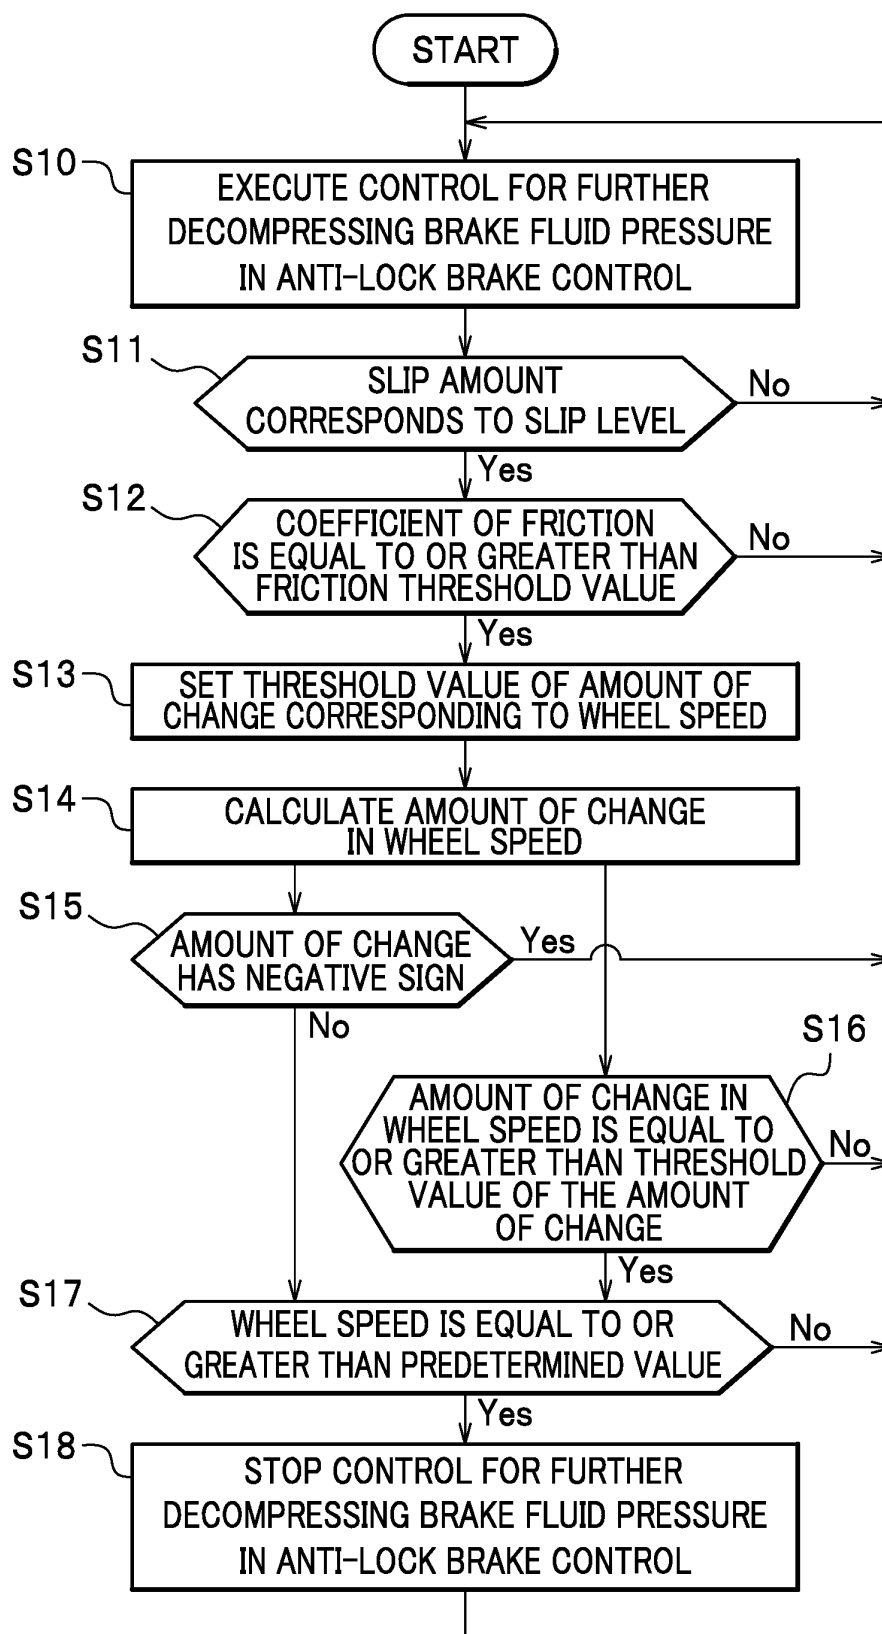 START
S10
EXECUTE CONTROL FOR FURTHER
DECOMPRESSING BRAKE FLUID PRESSURE
IN ANTI-LOCK BRAKE CONTROL
S11
SLIP AMOUNT
CORRESPONDS TO SLIP LEVEL
No
Yes
S12
COEFFICIENT OF FRICTION
IS EQUAL TO OR GREATER THAN
FRICTION THRESHOLD VALUE
No
Yes
S13
SET THRESHOLD VALUE OF AMOUNT OF
CHANGE CORRESPONDING TO WHEEL SPEED
S14
CALCULATE AMOUNT OF CHANGE
IN WHEEL SPEED
S15
AMOUNT OF CHANGE
HAS NEGATIVE SIGN
Yes
No
S16
AMOUNT OF CHANGE IN
WHEEL SPEED IS EQUAL TO
OR GREATER THAN THRESHOLD
VALUE OF THE AMOUNT
OF CHANGE
No
Yes
S17
WHEEL SPEED IS EQUAL TO OR
GREATER THAN PREDETERMINED VALUE
No
Yes
S18
STOP CONTROL FOR FURTHER
DECOMPRESSING BRAKE FLUID PRESSURE
IN ANTI-LOCK BRAKE CONTROL